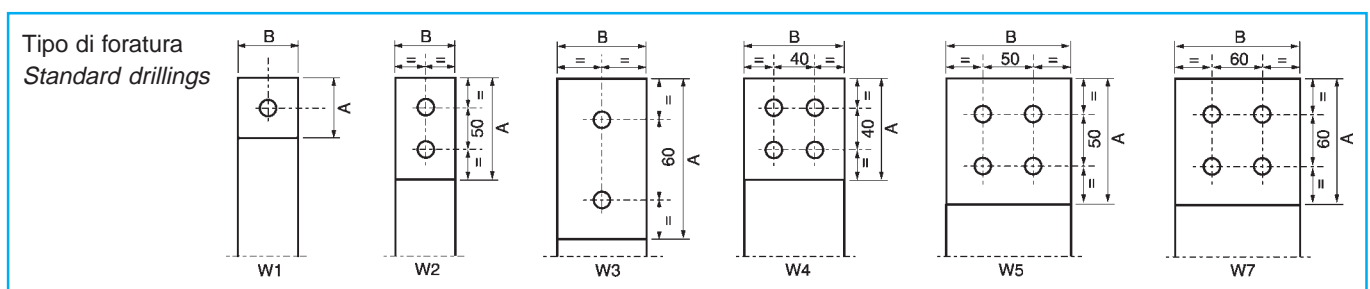 Tipo di foratura
Standard drillings
B
A
W1
B
= =
=
50
=
A
W2
B
= =
=
60
=
A
W3
B
= 40 =
=
40
=
A
W4
B
= 50 =
=
50
=
A
W5
B
= 60 =
=
60
=
A
W7